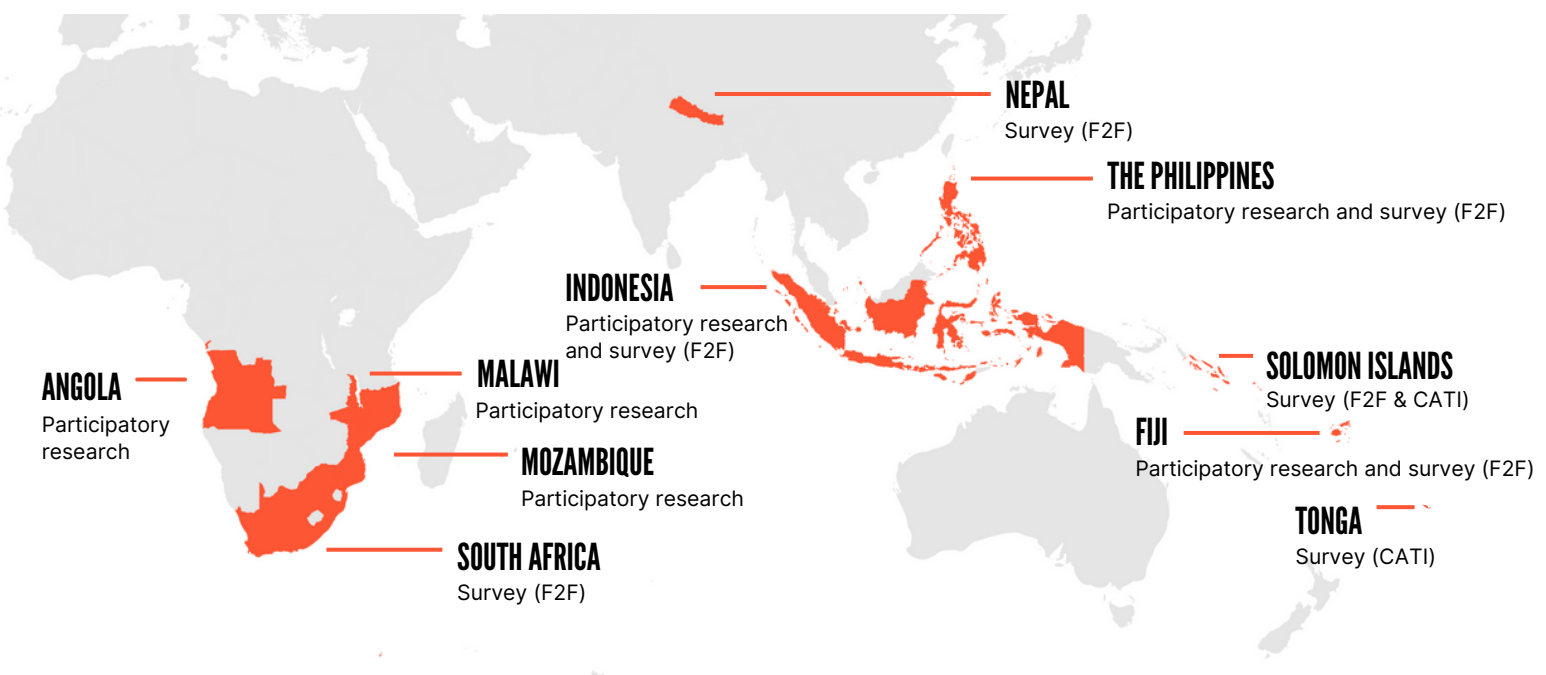 NEPAL
Survey (F2F)
THE PHILIPPINES
Participatory research and survey (F2F)
INDONESIA
Participatory research
and survey (F2F)
SOLOMON ISLANDS
Survey (F2F & CATI)
ANGOLA
Participatory
research
MALAWI
Participatory research
FIJI
Participatory research and survey (F2F)
MOZAMBIQUE
Participatory research
TONGA
Survey (CATI)
SOUTH AFRICA
Survey (F2F)